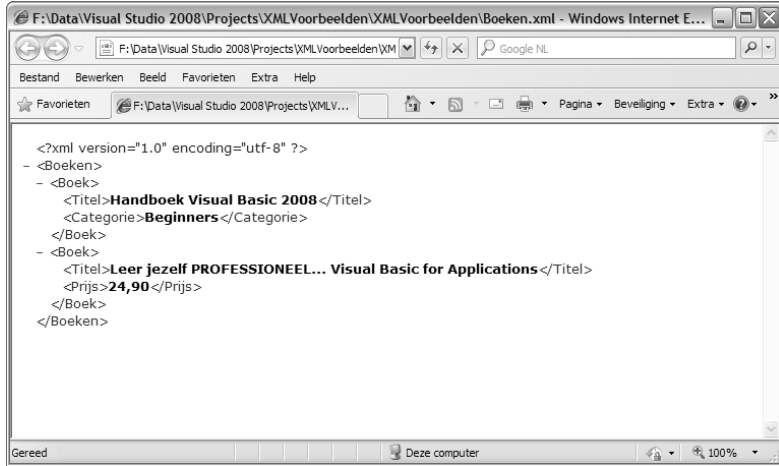 F:\Data\Visual Studio 2008\Projects\XMLVoorbeelden\XMLVoorbeelden\Boeken.xml - Windows Internet E...
F:\Data\Visual Studio 2008\Projects\XMLVoorbeelden\XM
Google NL
Bestand Bewerken Beeld Favorieten Extra Help
Favorieten F:\Data\Visual Studio 2008\Projects\XMLV... Pagina Beveiliging Extra »
<?xml version="1.0" encoding="utf-8" ?>
- <Boeken>
- <Boek>
<Titel>Handboek Visual Basic 2008</Titel>
<Categorie>Beginners</Categorie>
</Boek>
- <Boek>
<Titel>Leer jezelf PROFESSIONEEL... Visual Basic for Applications</Titel>
<Prijs>24,90</Prijs>
</Boek>
</Boeken>
Gereed Deze computer 100%